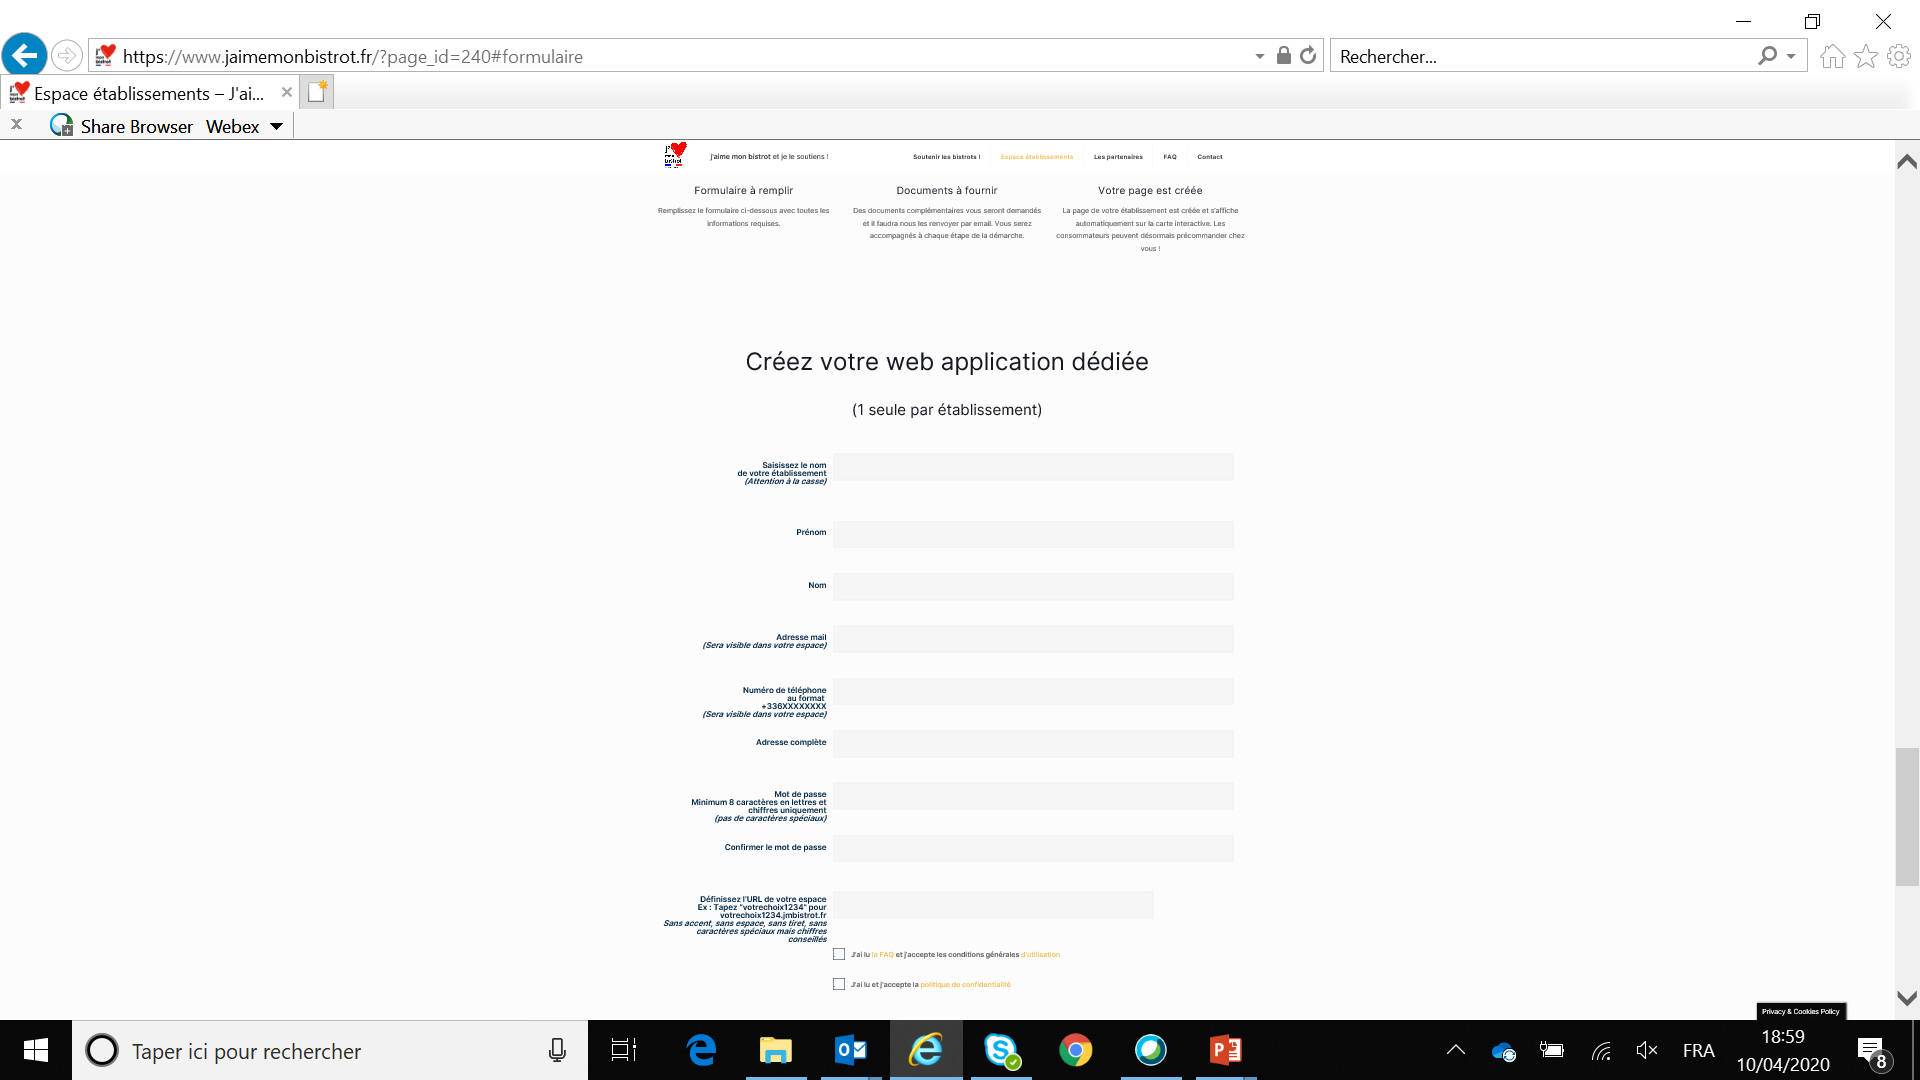 https://www.jaimemonbistrot.fr/?page_id=240#formulaire
Rechercher...
Espace établissements – J'ai...
Share Browser Webex
j'aime mon bistrot et je le soutiens !
Soutenir les bistrots !
Espace établissements
Les partenaires
FAQ
Contact
Formulaire à remplir
Remplissez le formulaire ci-dessous avec toutes les
informations requises.
Documents à fournir
Des documents complémentaires vous seront demandés
et il faudra nous les renvoyer par email. Vous serez
accompagnés à chaque étape de la démarche.
Votre page est créée
La page de votre établissement est créée et s'affiche
automatiquement sur la carte interactive. Les
consommateurs peuvent désormais précommander chez
vous !
Créez votre web application dédiée
(1 seule par établissement)
Saisissez le nom
de votre établissement
(Attention à la casse)
Prénom
Nom
Adresse mail
(Sera visible dans votre espace)
Numéro de téléphone
au format
+336XXXXXXXX
(Sera visible dans votre espace)
Adresse complète
Mot de passe
Minimum 8 caractères en lettres et
chiffres uniquement
(pas de caractères spéciaux)
Confirmer le mot de passe
Définissez l'URL de votre espace
Ex : Tapez "votrechoix1234" pour
votrechoix1234.jmbistrot.fr
Sans accent, sans espace, sans tiret, sans
caractères spéciaux mais chiffres
conseillés
J'ai lu la FAQ et j'accepte les conditions générales d'utilisation
J'ai lu et j'accepte la politique de confidentialité
Privacy & Cookies Policy
Taper ici pour rechercher
FRA
18:59
10/04/2020
8